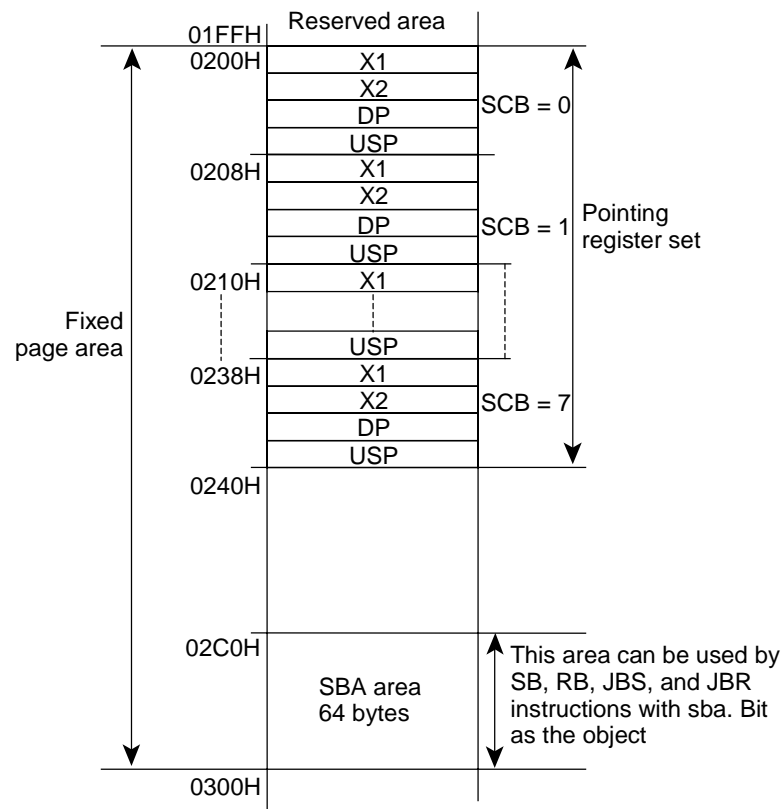 Reserved area
01FFH
0200H
X1
X2
DP
USP
SCB = 0
0208H
X1
X2
DP
USP
SCB = 1
Pointing
register set
0210H
X1
Fixed
page area
USP
0238H
X1
X2
DP
USP
SCB = 7
0240H
02C0H
SBA area
64 bytes
This area can be used by
SB, RB, JBS, and JBR
instructions with sba. Bit
as the object
0300H